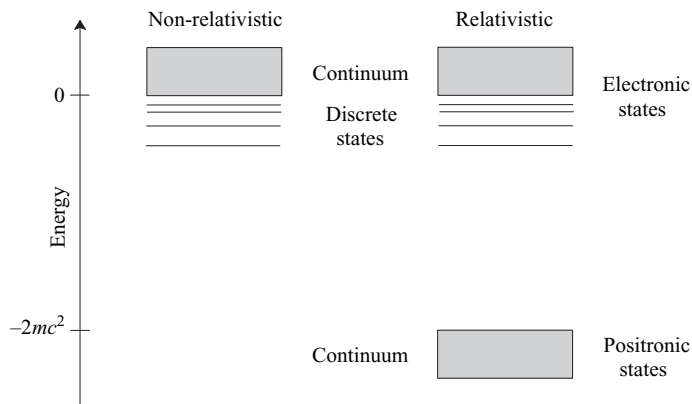 Non-relativistic
Relativistic
Continuum
Electronic
states
0
Discrete
states
Energy
–2mc²
Continuum
Positronic
states